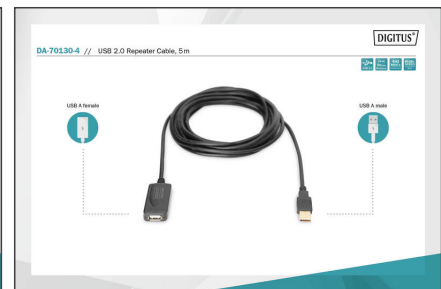 DIGITUS®
DA-70130-4 // USB 2.0 Repeater Cable, 5m
USB A female
USB A male